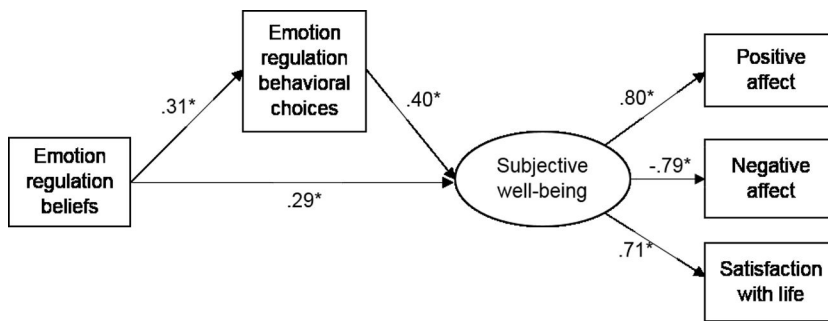 Emotion
regulation
behavioral
choices
Positive
affect
.31*
.40*
.80*
Emotion
regulation
beliefs
Subjective
well-being
-.79*
Negative
affect
.29*
.71*
Satisfaction
with life